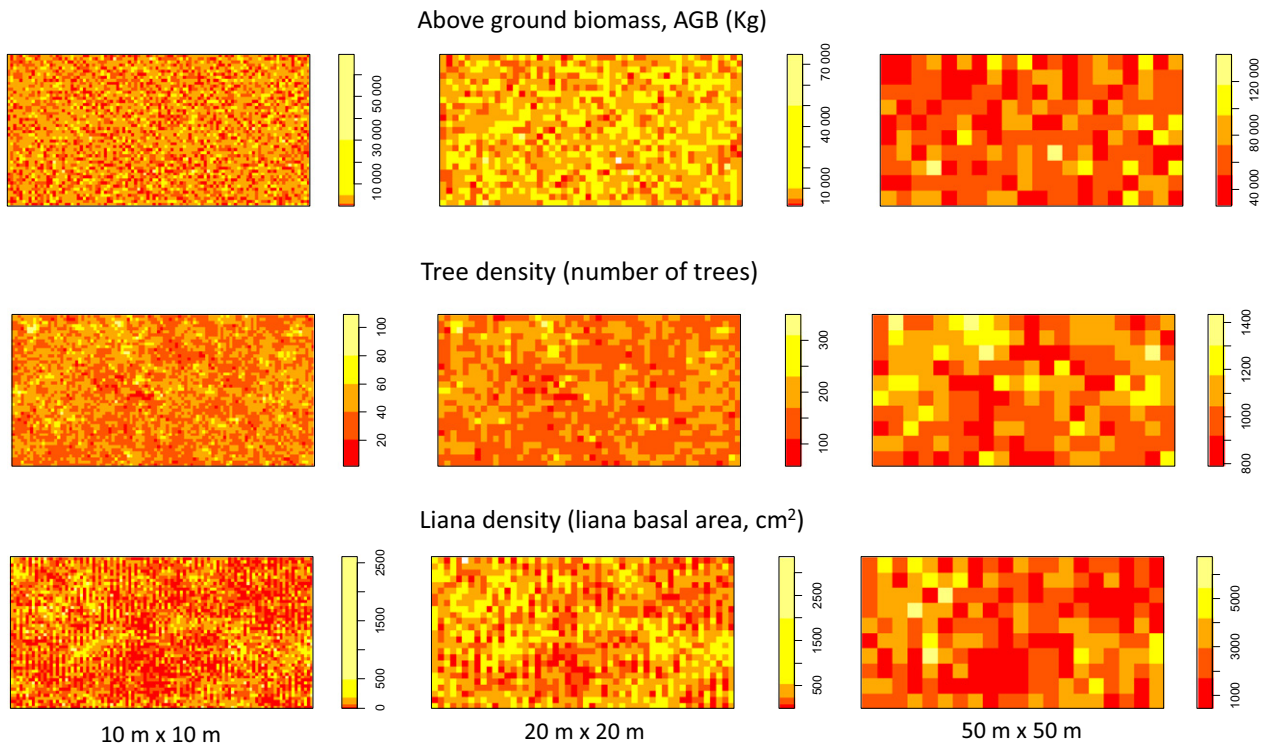 Above ground biomass, AGB (Kg)
10 000 30 000 50 000
10 000 40 000 70 000
40 000 80 000 120 000
Tree density (number of trees)
20 40 60 80 100
100 200 300
800 1000 1200 1400
Liana density (liana basal area, cm²)
0 500 1500 2500
500 1500 2500
1000 3000 5000
10 m x 10 m
20 m x 20 m
50 m x 50 m